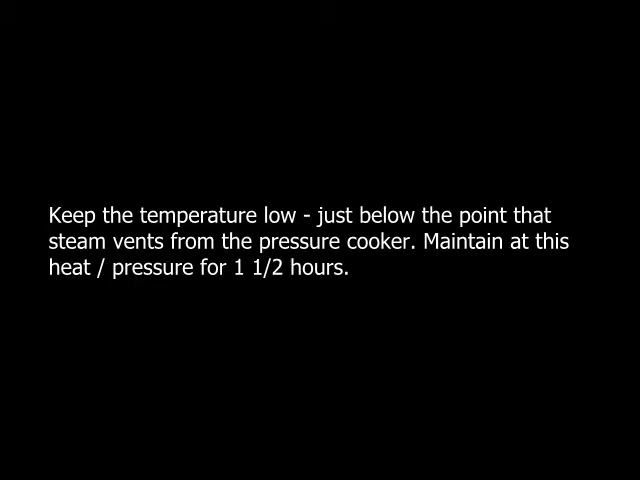 Keep the temperature low - just below the point that
steam vents from the pressure cooker. Maintain at this
heat / pressure for 1 1/2 hours.